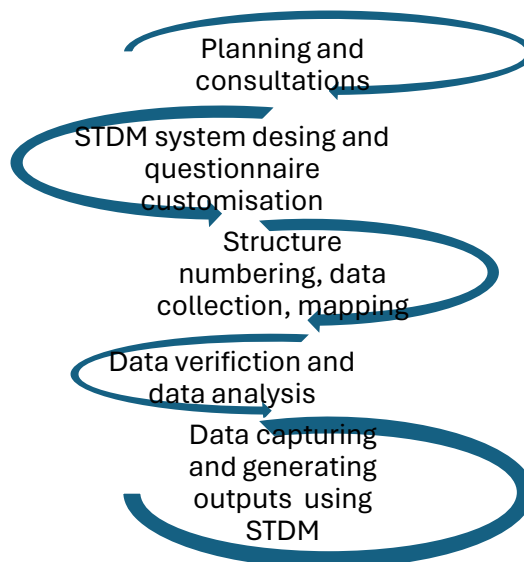 Planning and
consultations
STDM system desing and
questionnaire
customisation
Structure
numbering, data
collection, mapping
Data verifiction and
data analysis
Data capturing
and generating
outputs using
STDM